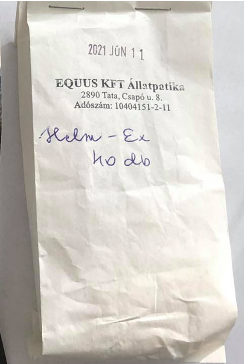 2021 JÚN 11
EQUUS KFT Állatpatika
2890 Tata, Csapó u. 8.
Adószám: 10404151-2-11
Helm-Ex
40 db